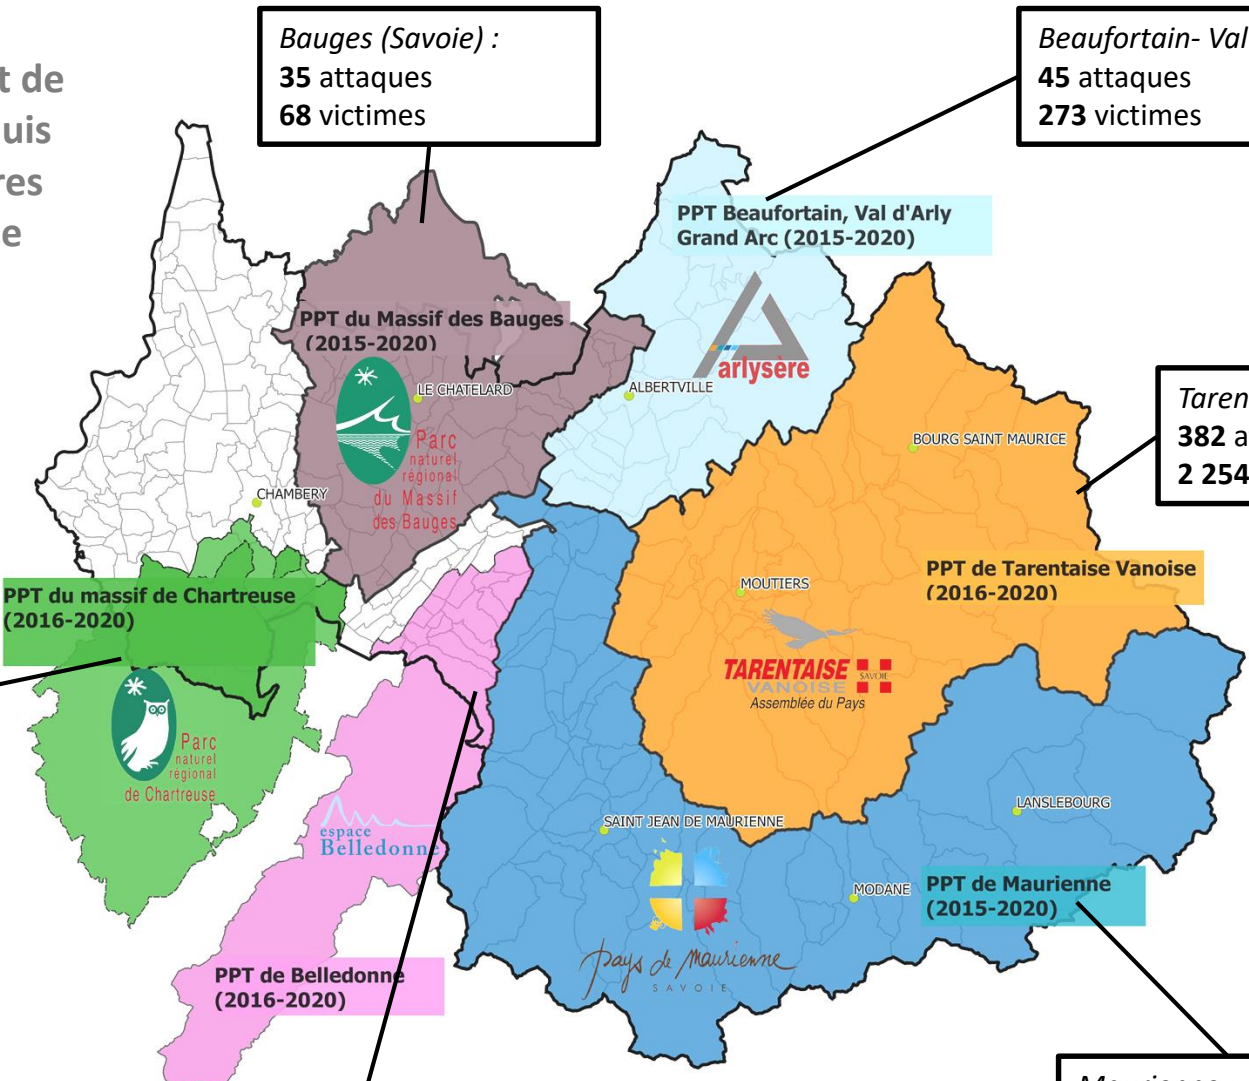 t de
uis
res
e
Bauges (Savoie) :
35 attaques
68 victimes
Beaufortain- Val
45 attaques
273 victimes
PPT Beaufortain, Val d'Arly
Grand Arc (2015-2020)
arlysère
ALBERTVILLE
PPT du Massif des Bauges
(2015-2020)
LE CHATELARD
Parc
naturel
régional
du Massif
des Bauges
CHAMBERY
Taren
382 a
2 254
BOURG SAINT MAURICE
PPT de Tarentaise Vanoise
(2016-2020)
MOUTIERS
TARENTAISE
SAVOIE
VANOISE
Assemblée du Pays
PPT du massif de Chartreuse
(2016-2020)
Parc
naturel
régional
de Chartreuse
espace
Belledonne
SAINT JEAN DE MAURIENNE
LANSLEBOURG
MODANE
PPT de Maurienne
(2015-2020)
pays de maurienne
SAVOIE
PPT de Belledonne
(2016-2020)